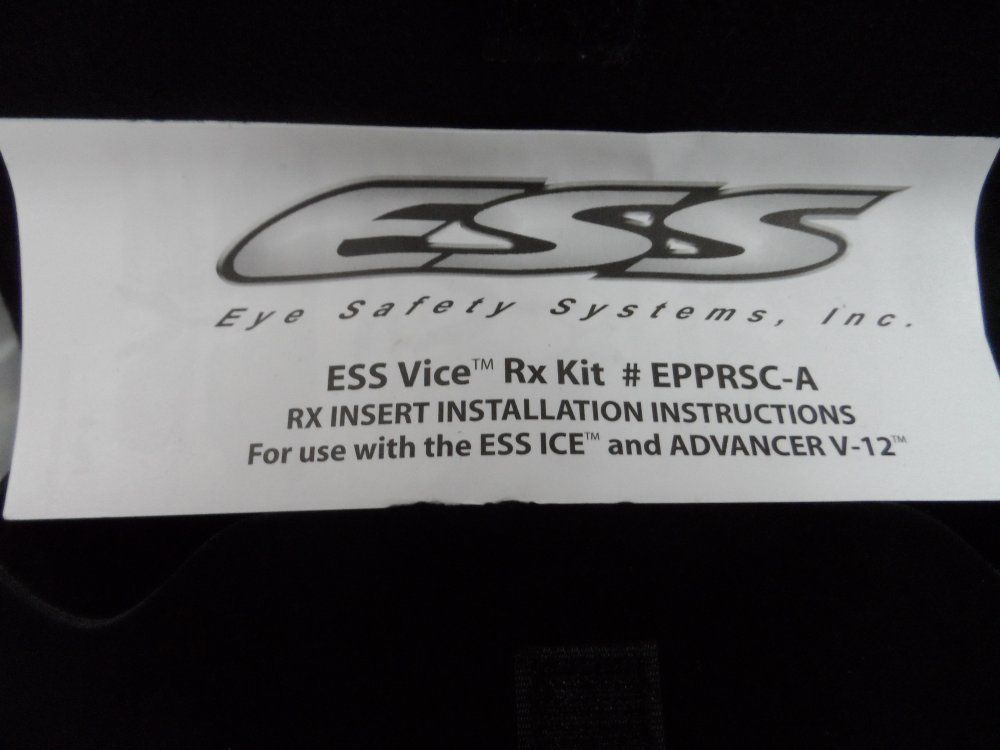 ESS
Eye Safety Systems, Inc.
ESS Vice™ Rx Kit # EPPRSC-A
RX INSERT INSTALLATION INSTRUCTIONS
For use with the ESS ICE™ and ADVANCER V-12™